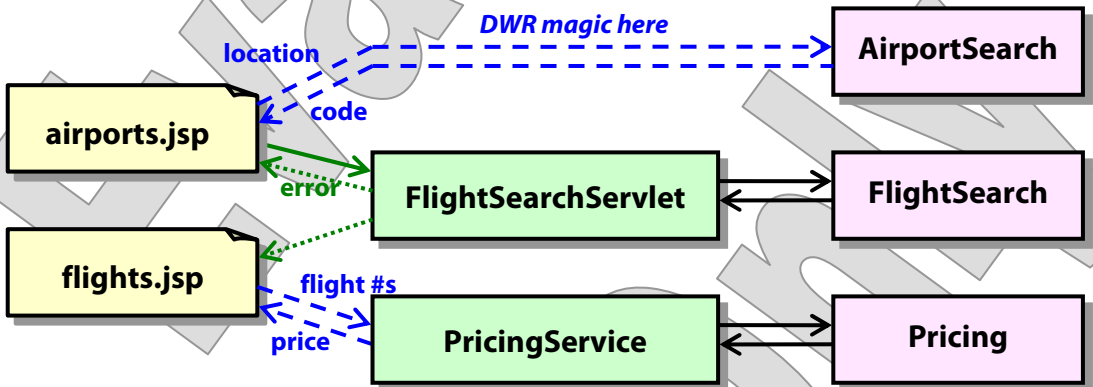 DWR magic here
location
AirportSearch
code
airports.jsp
error
FlightSearchServlet
FlightSearch
flights.jsp
flight #s
price
PricingService
Pricing